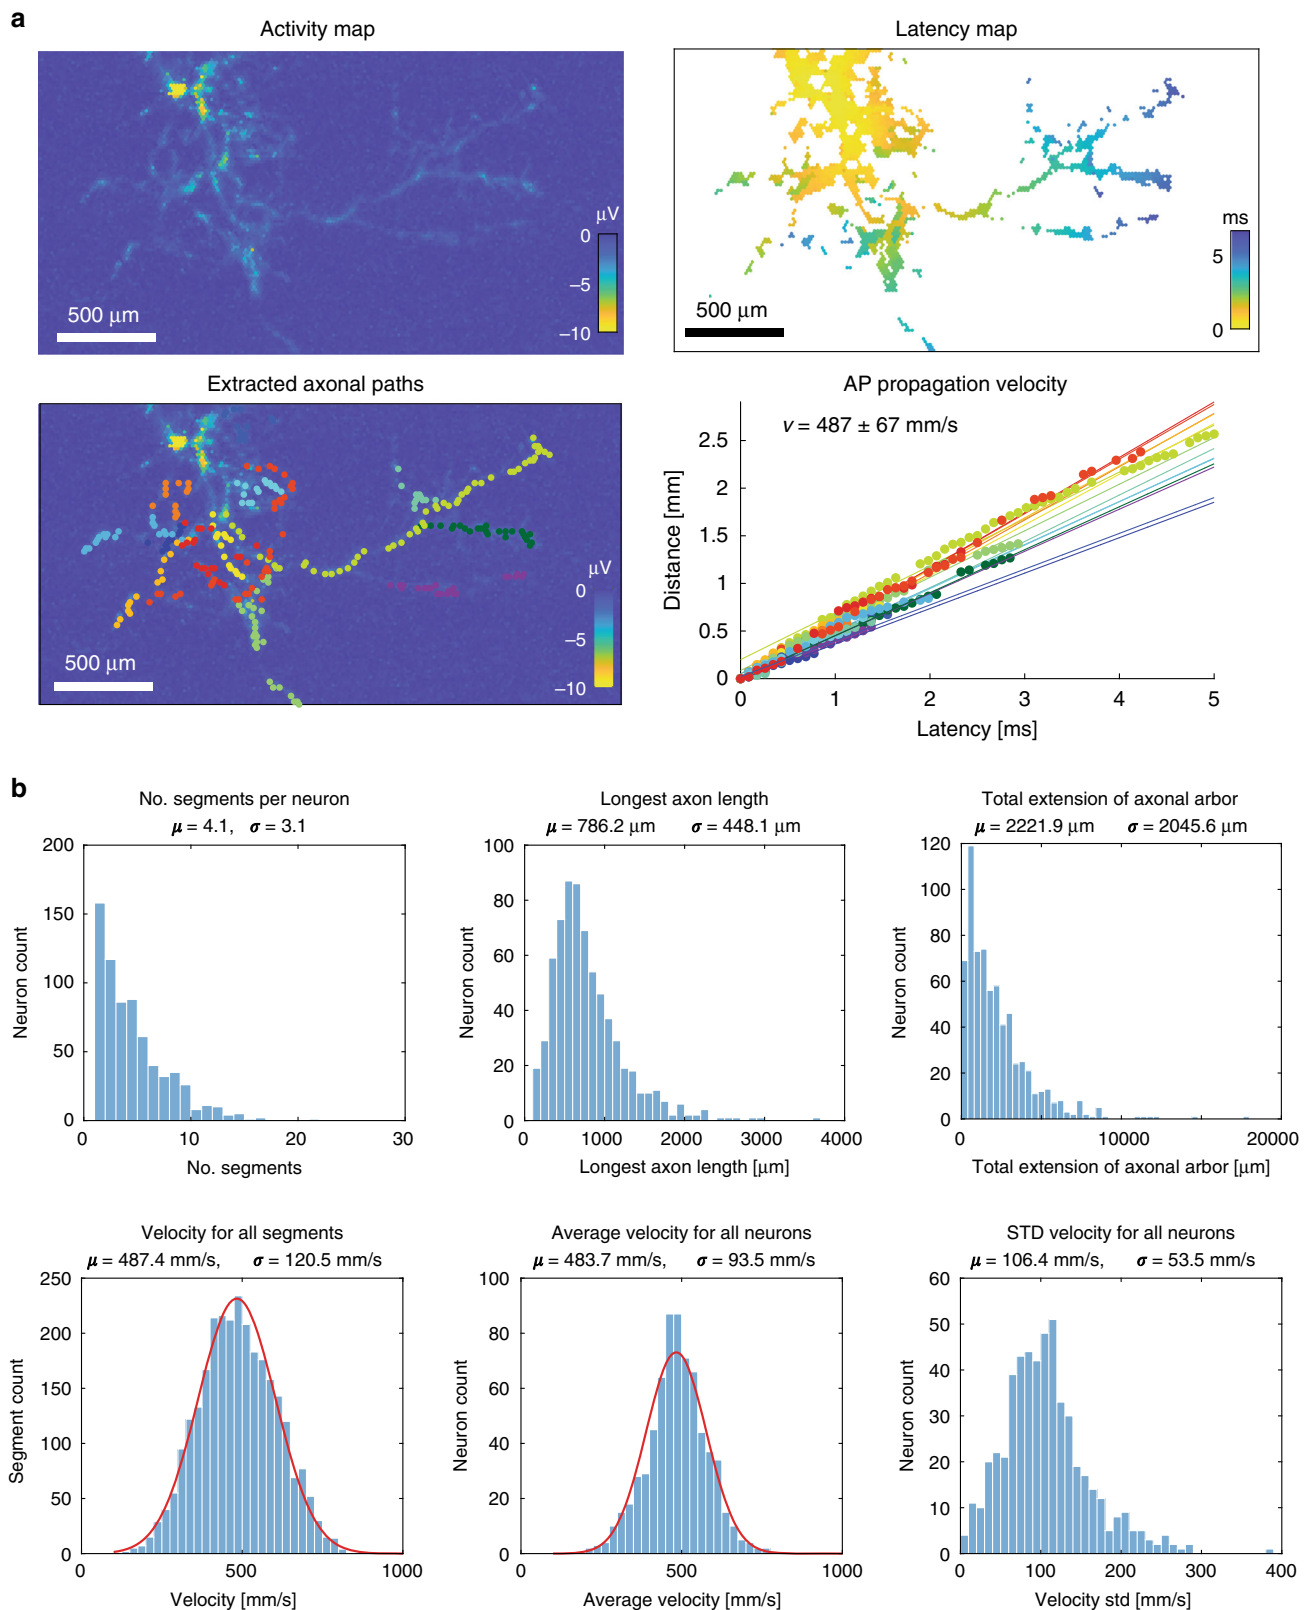 a
Activity map
μV
0
−5
−10
500 μm
Latency map
ms
5
0
500 μm
Extracted axonal paths
μV
0
−5
−10
500 μm
AP propagation velocity
v = 487 ± 67 mm/s
Distance [mm]
2.5
2
1.5
1
0.5
0
0 1 2 3 4 5
Latency [ms]
b
No. segments per neuron
μ = 4.1, σ = 3.1
Neuron count
200
150
100
50
0
0 10 20 30
No. segments
Longest axon length
μ = 786.2 μm σ = 448.1 μm
Neuron count
100
80
60
40
20
0
0 1000 2000 3000 4000
Longest axon length [μm]
Total extension of axonal arbor
μ = 2221.9 μm σ = 2045.6 μm
Neuron count
120
100
80
60
40
20
0
0 10000 20000
Total extension of axonal arbor [μm]
Velocity for all segments
μ = 487.4 mm/s, σ = 120.5 mm/s
Segment count
250
200
150
100
50
0
0 500 1000
Velocity [mm/s]
Average velocity for all neurons
μ = 483.7 mm/s, σ = 93.5 mm/s
Neuron count
100
80
60
40
20
0
0 500 1000
Average velocity [mm/s]
STD velocity for all neurons
μ = 106.4 mm/s, σ = 53.5 mm/s
Neuron count
60
50
40
30
20
10
0
0 100 200 300 400
Velocity std [mm/s]